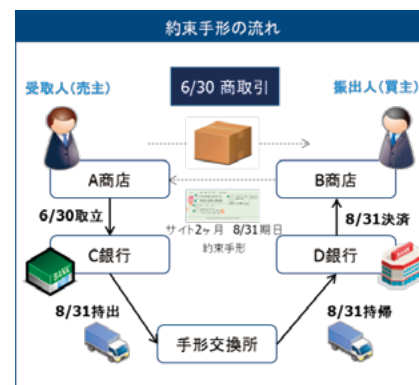 約束手形の流れ
受取人(売主)
6/30 商取引
振出人(買主)
A商店
B商店
6/30取立
サイト2ヶ月 8/31期日
約束手形
8/31決済
C銀行
D銀行
BANK
8/31持出
8/31持帰
手形交換所